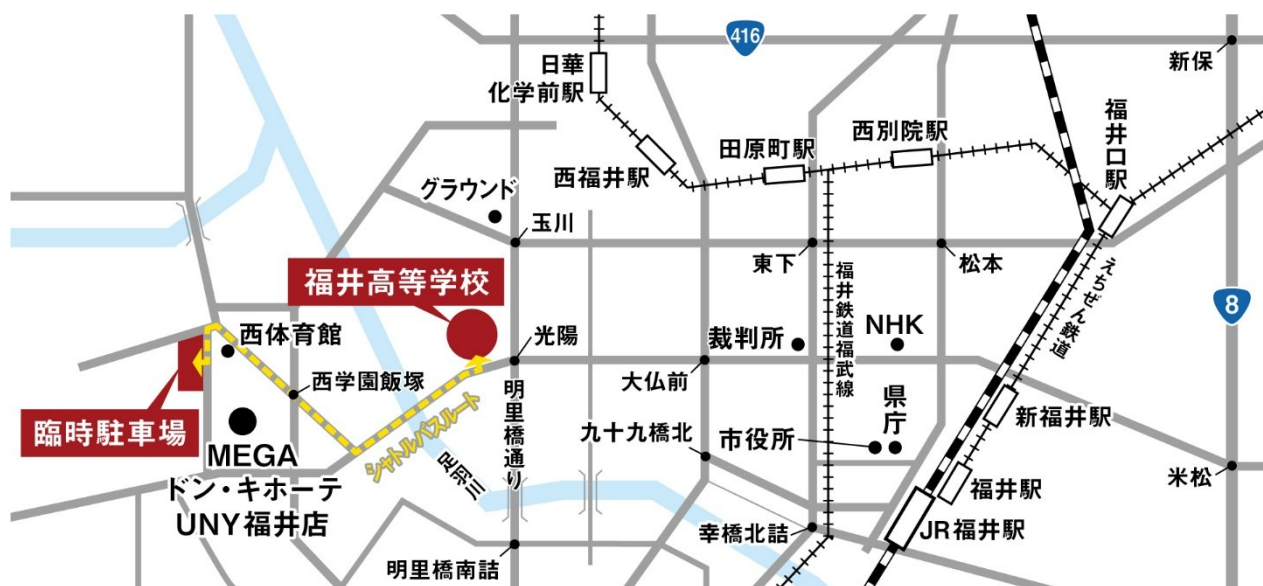 416
日華
化学前駅
新保
福井口駅
西別院駅
田原町駅
西福井駅
グラウンド
玉川
東下
松本
福井高等学校
福井鉄道福武線
えちぜん鉄道
8
西体育館
裁判所
NHK
光陽
大仏前
西学園飯塚
明里橋通り
県庁
新福井駅
臨時駐車場
シャトルバスルート
九十九橋北
市役所
MEGA
ドン・キホーテ
UNY福井店
足羽川
福井駅
米松
幸橋北詰
JR福井駅
明里橋南詰